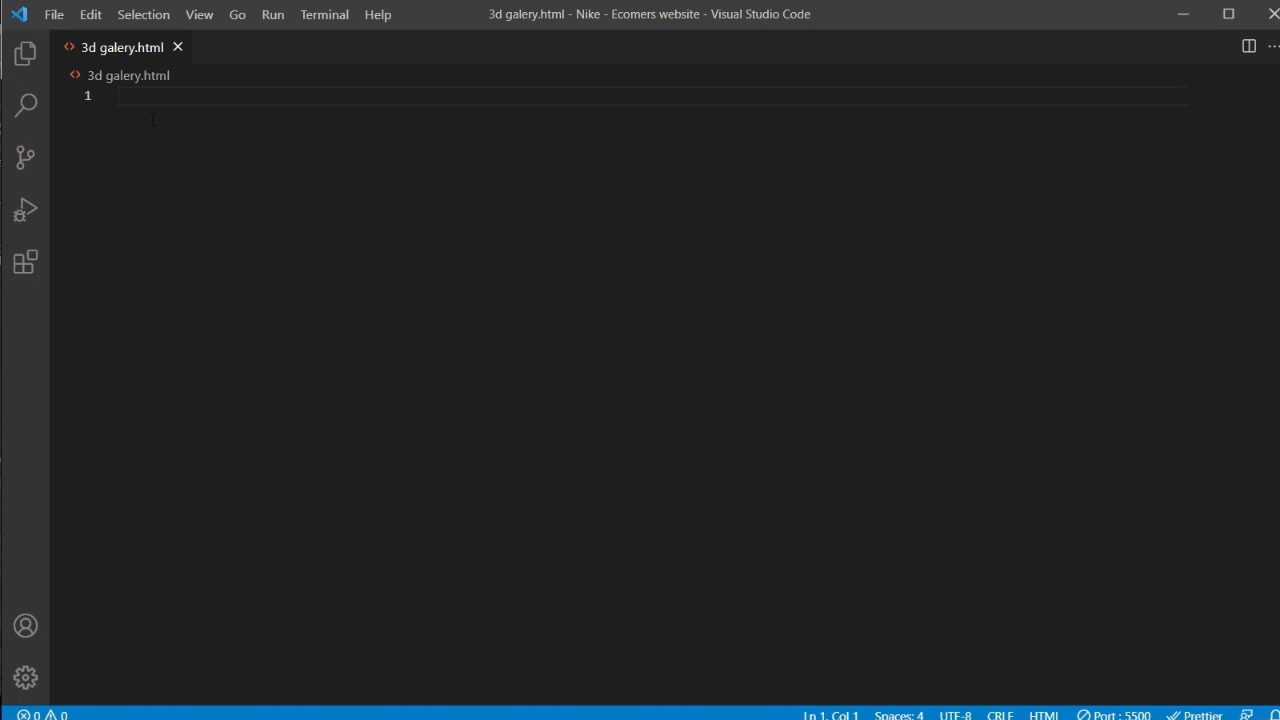 File Edit Selection View Go Run Terminal Help 3d galery.html - Nike - Ecomers website - Visual Studio Code
3d galery.html
3d galery.html
1
0 0 Ln 1, Col 1 Spaces: 4 UTF-8 CRLF HTML Port : 5500 Prettier